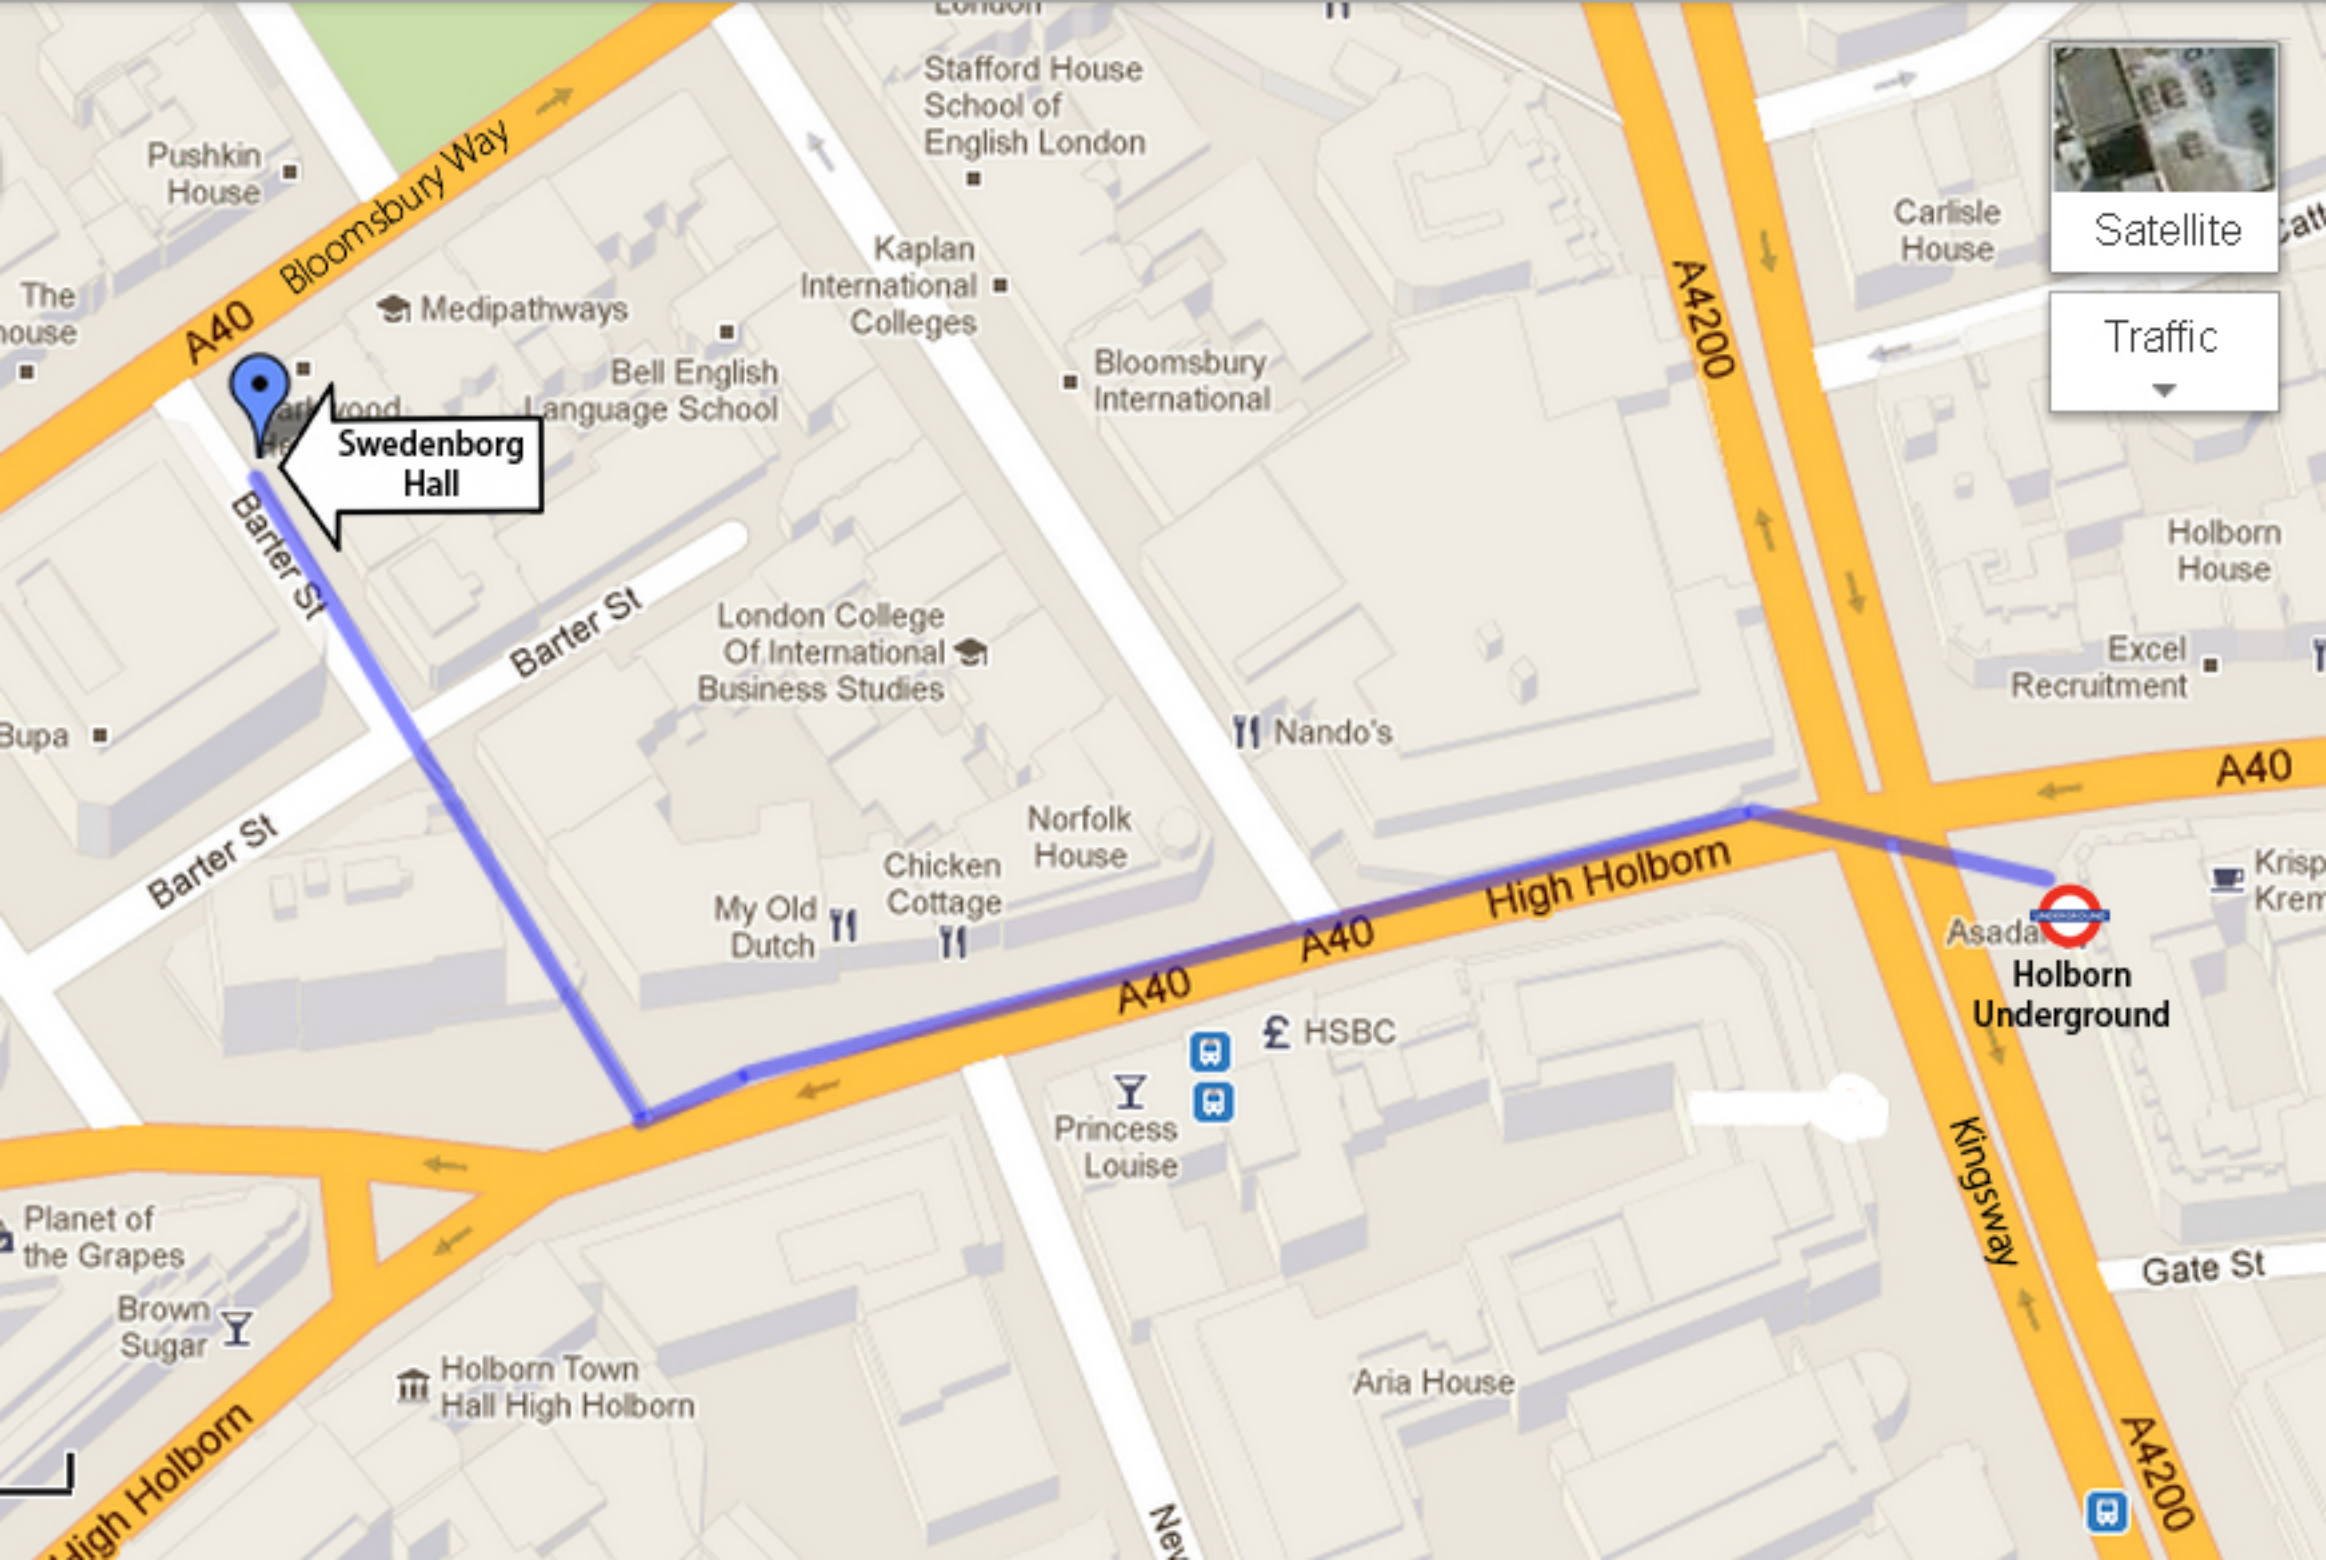 London
Stafford House
School of
English London
Pushkin
House
Bloomsbury Way
A40
The
house
Medipathways
Bell English
Language School
Swedenborg
Hall
Barter St
Barter St
Barter St
Bupa
Kaplan
International
Colleges
Bloomsbury
International
London College
Of International
Business Studies
Nando's
Norfolk
House
Chicken
Cottage
My Old
Dutch
A4200
Carlisle
House
Satellite
Traffic
Holborn
House
Excel
Recruitment
A40
High Holborn
A40
A40
HSBC
Princess
Louise
UNDERGROUND
Holborn
Underground
Kingsway
Gate St
Aria House
A4200
Planet of
the Grapes
Brown
Sugar
Holborn Town
Hall High Holborn
High Holborn